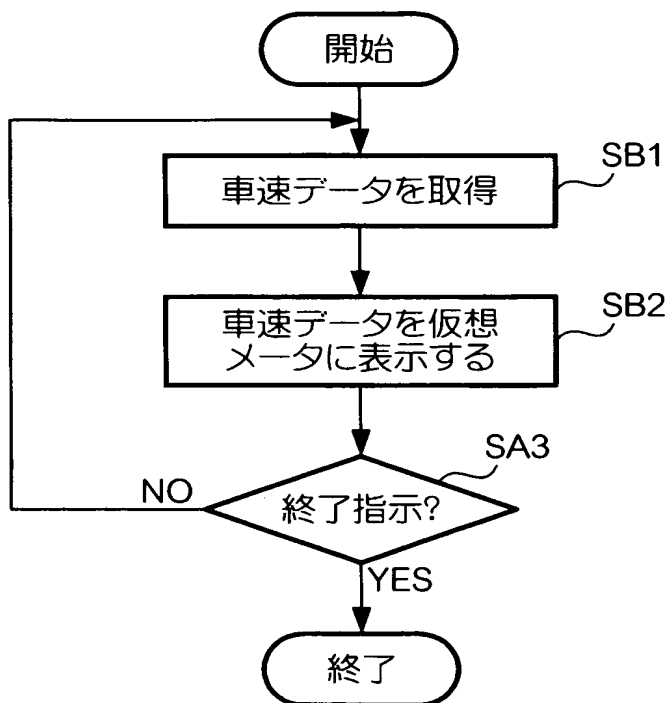 開始
車速データを取得
SB1
車速データを仮想
メータに表示する
SB2
終了指示?
SA3
NO
YES
終了